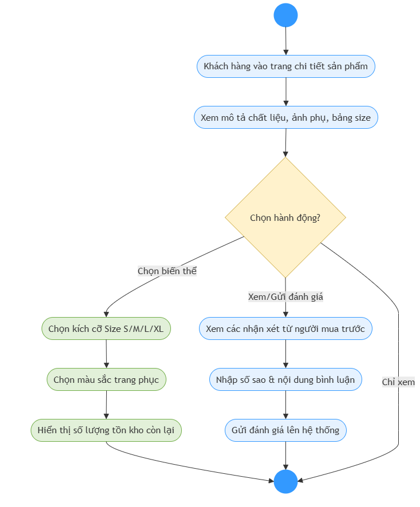 Khách hàng vào trang chi tiết sản phẩm
Xem mô tả chất liệu, ảnh phụ, bảng size
Chọn hành động?
Chọn biến thể
Xem/Gửi đánh giá
Chỉ xem
Chọn kích cỡ Size S/M/L/XL
Xem các nhận xét từ người mua trước
Chọn màu sắc trang phục
Nhập số sao & nội dung bình luận
Hiển thị số lượng tồn kho còn lại
Gửi đánh giá lên hệ thống